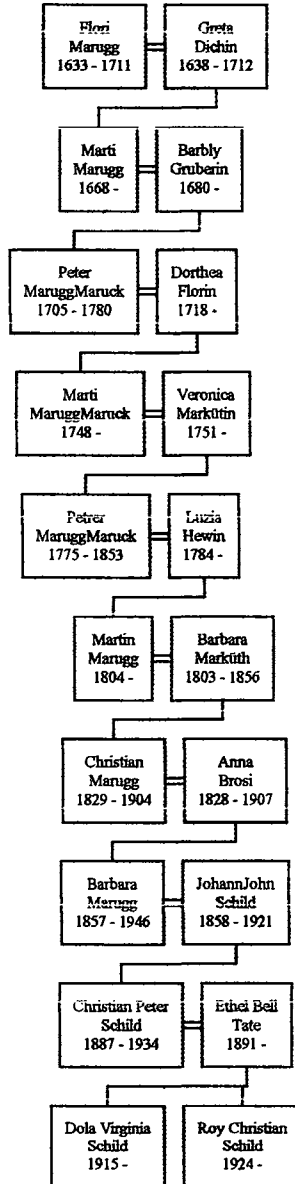 Flori
Marugg
1633 - 1711
Greta
Dichin
1638 - 1712
Marti
Marugg
1668 -
Barbly
Gruberin
1680 -
Peter
MaruggMaruck
1705 - 1780
Dorthea
Florin
1718 -
Marti
MaruggMaruck
1748 -
Veronica
Markütin
1751 -
Petrer
MaruggMaruck
1775 - 1853
Luzia
Hewin
1784 -
Martin
Marugg
1804 -
Barbara
Marküth
1803 - 1856
Christian
Marugg
1829 - 1904
Anna
Brosi
1828 - 1907
Barbara
Marugg
1857 - 1946
JohannJohn
Schild
1858 - 1921
Christian Peter
Schild
1887 - 1934
Ethel Bell
Tate
1891 -
Dola Virginia
Schild
1915 -
Roy Christian
Schild
1924 -